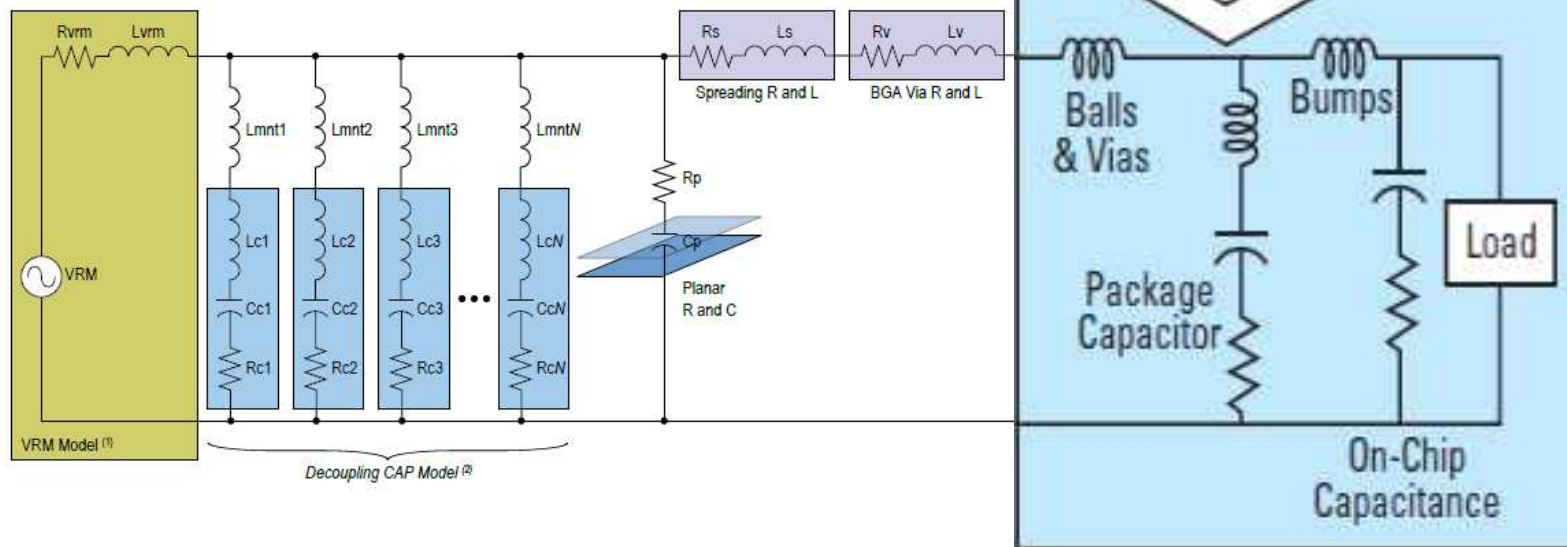 Rvrm
Lvrm
VRM
VRM Model (1)
Lmnt1
Lmnt2
Lmnt3
LmntN
Lc1
Lc2
Lc3
LcN
Cc1
Cc2
Cc3
CcN
Rc1
Rc2
Rc3
RcN
Decoupling CAP Model (2)
Rp
Cp
Planar
R and C
Rs
Ls
Spreading R and L
Rv
Lv
BGA Via R and L
Balls
& Vias
Bumps
Package
Capacitor
Load
On-Chip
Capacitance